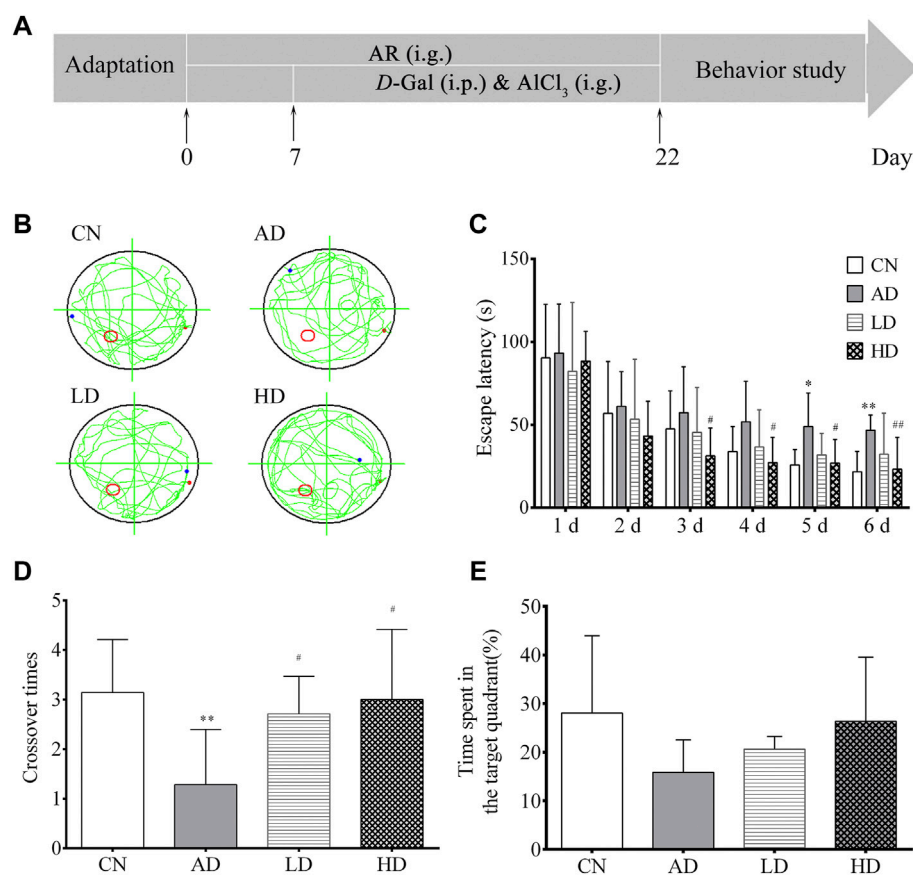 A
Adaptation
AR (i.g.)
D-Gal (i.p.) & AlCl₃ (i.g.)
Behavior study
0
7
22
Day
B
CN
AD
LD
HD
C
Escape latency (s)
150
100
50
0
CN
AD
LD
HD
#
#
*
#
**
##
1 d
2 d
3 d
4 d
5 d
6 d
D
Crossover times
5
4
3
2
1
0
**
#
#
CN
AD
LD
HD
E
Time spent in
the target quadrant(%)
50
40
30
20
10
0
CN
AD
LD
HD